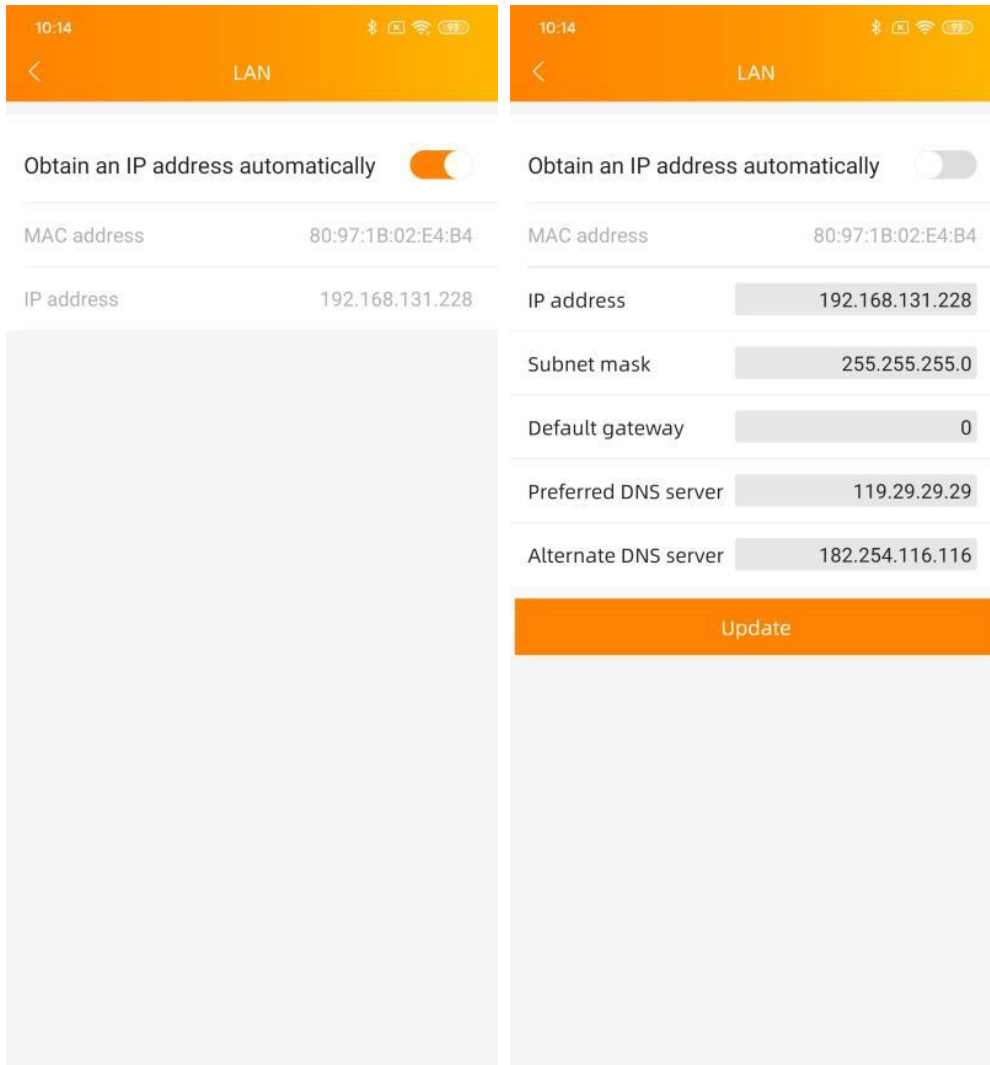 10:14
93
LAN
Obtain an IP address automatically
MAC address 80:97:1B:02:E4:B4
IP address 192.168.131.228
10:14
93
LAN
Obtain an IP address automatically
MAC address 80:97:1B:02:E4:B4
IP address 192.168.131.228
Subnet mask 255.255.255.0
Default gateway 0
Preferred DNS server 119.29.29.29
Alternate DNS server 182.254.116.116
Update